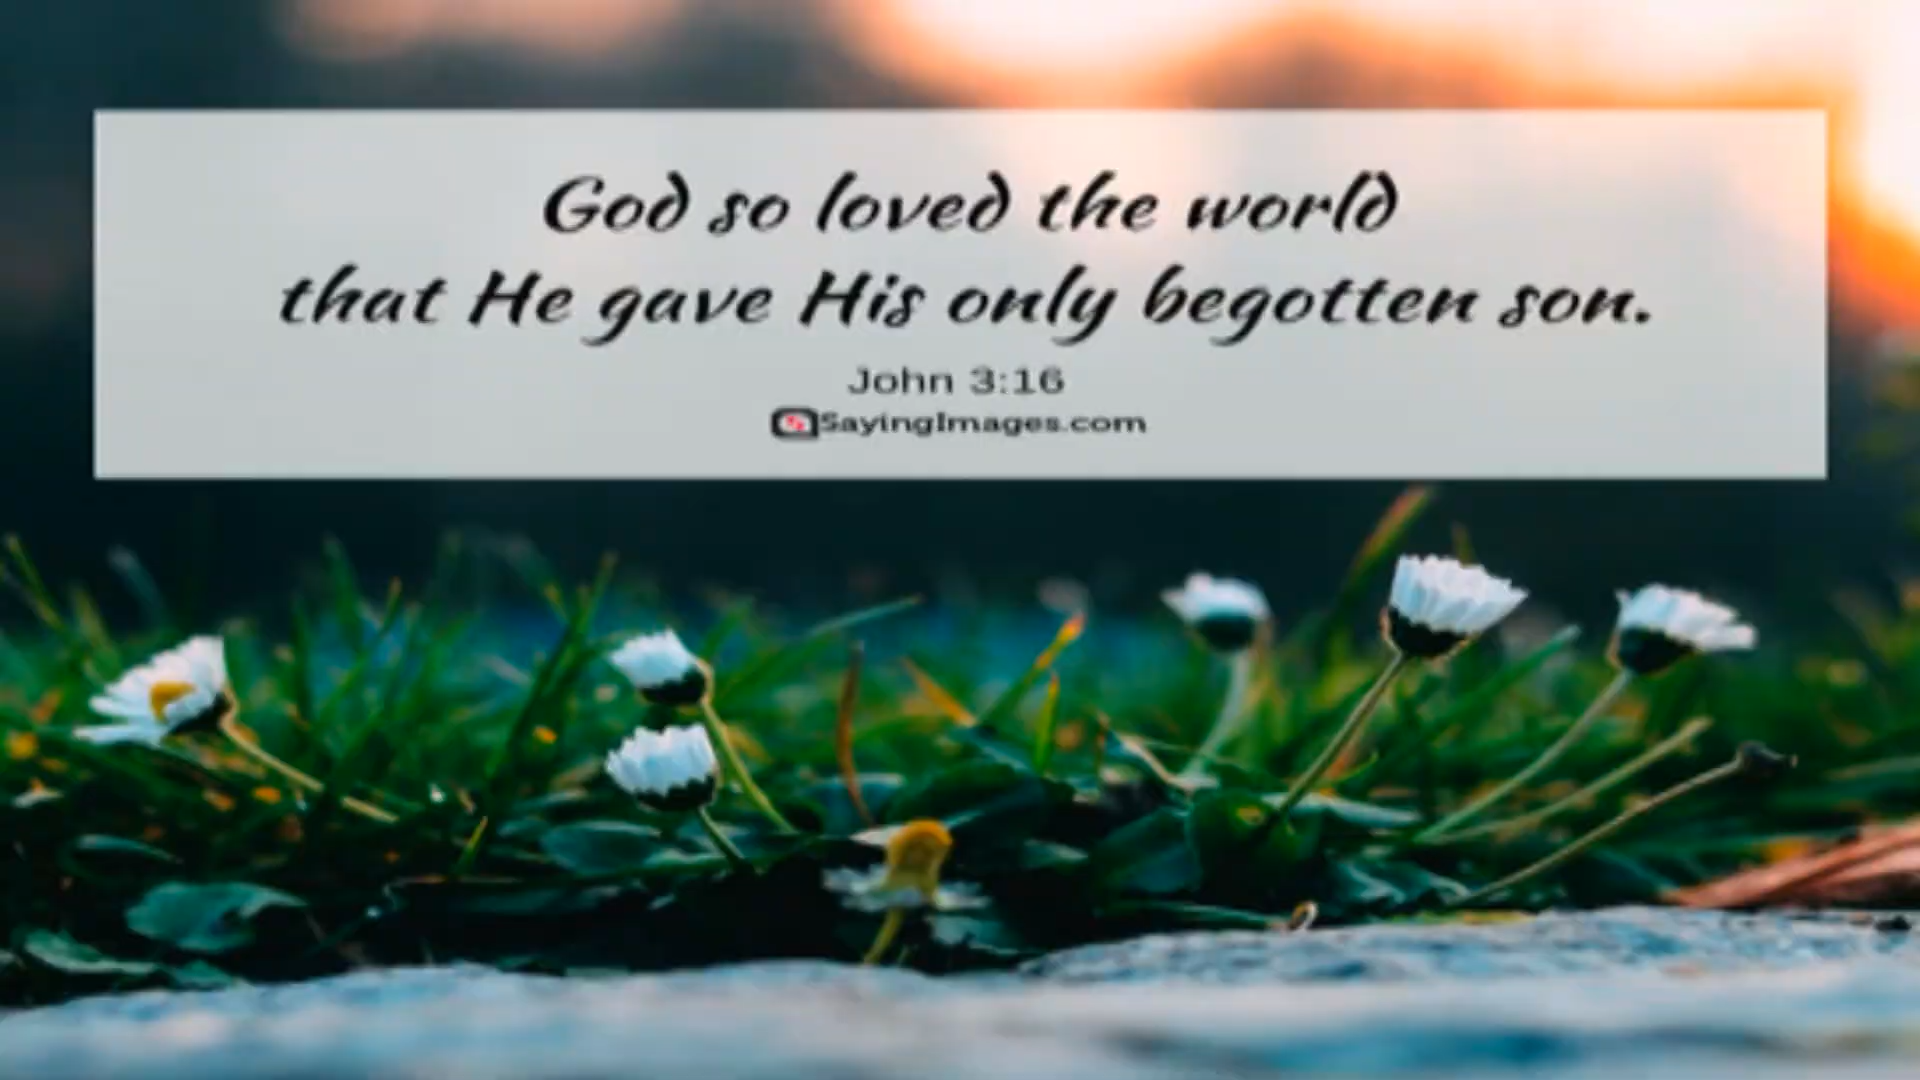 God so loved the world
that He gave His only begotten son.
John 3:16
SayingImages.com